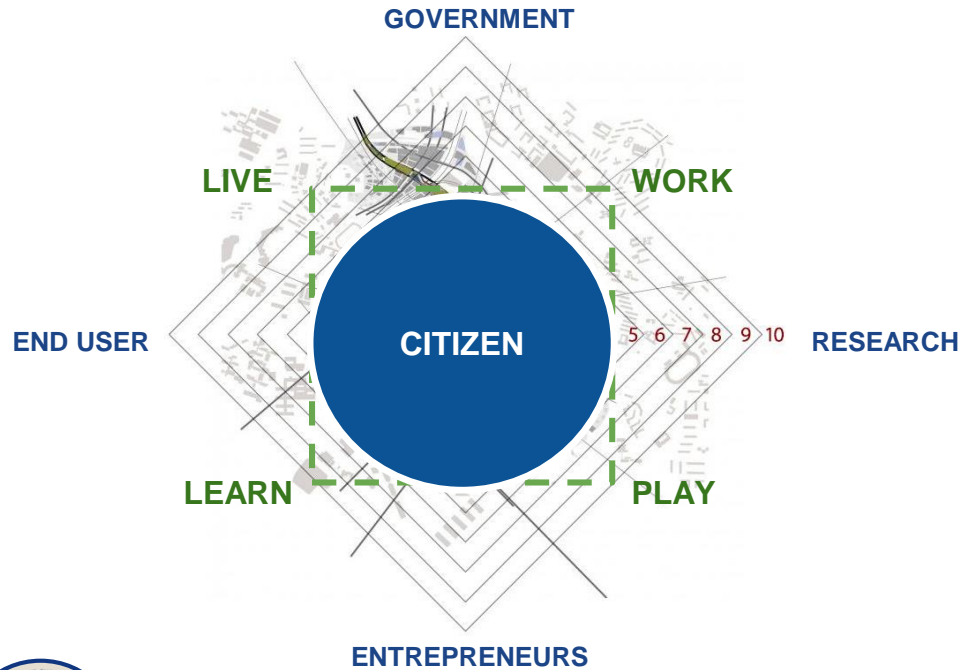 GOVERNMENT
LIVE WORK
END USER CITIZEN 5 6 7 8 9 10 RESEARCH
LEARN PLAY
ENTREPRENEURS